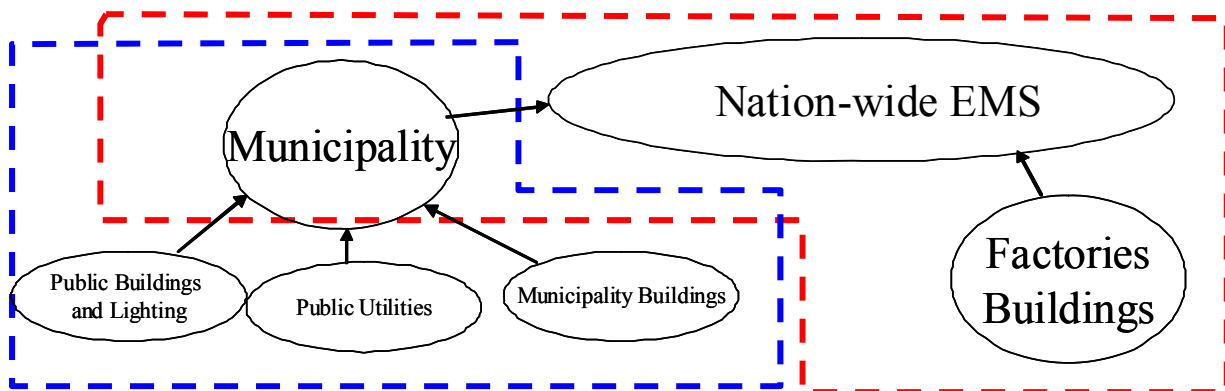 Nation-wide EMS
Municipality
Factories
Buildings
Public Buildings
and Lighting
Public Utilities
Municipality Buildings